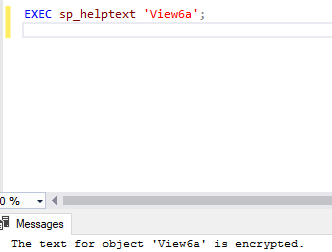 EXEC sp_helptext 'View6a';
0 %
Messages
The text for object 'View6a' is encrypted.